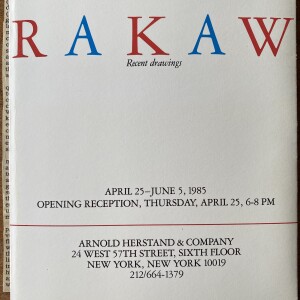 RAKAW
Recent drawings
APRIL 25–JUNE 5, 1985
OPENING RECEPTION, THURSDAY, APRIL 25, 6-8 PM
ARNOLD HERSTAND & COMPANY
24 WEST 57TH STREET, SIXTH FLOOR
NEW YORK, NEW YORK 10019
212/664-1379